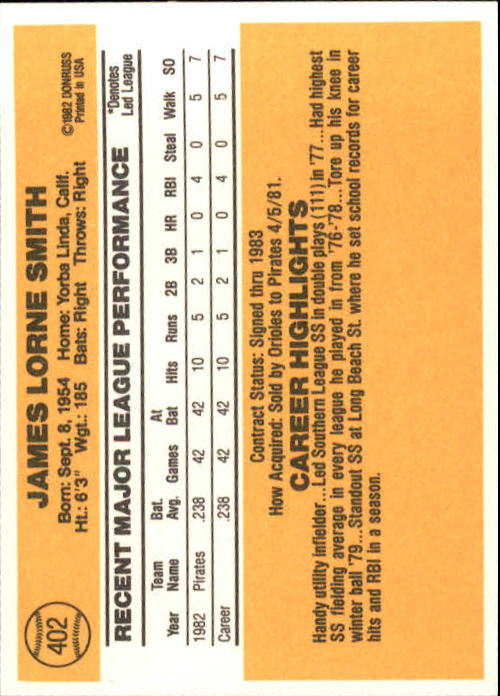 402
JAMES LORNE SMITH
Born: Sept. 8, 1954 Home: Yorba Linda, Calif.
Ht.: 6'3" Wgt.: 185 Bats: Right Throws: Right
©1982 DONRUSS
Printed in USA
RECENT MAJOR LEAGUE PERFORMANCE
*Denotes
Led League
Year Team Name Bat. Avg. Games At Bat Hits Runs 2B 3B HR RBI Steal Walk SO
1982 Pirates .238 42 42 10 5 2 1 0 4 0 5 7
Career .238 42 42 10 5 2 1 0 4 0 5 7
Contract Status: Signed thru 1983
How Acquired: Sold by Orioles to Pirates 4/5/81.
CAREER HIGHLIGHTS
Handy utility infielder...Led Southern League SS in double plays (111) in '77...Had highest
SS fielding average in every league he played in from '76-'78...Tore up his knee in
winter ball '79...Standout SS at Long Beach St. where he set school records for career
hits and RBI in a season.